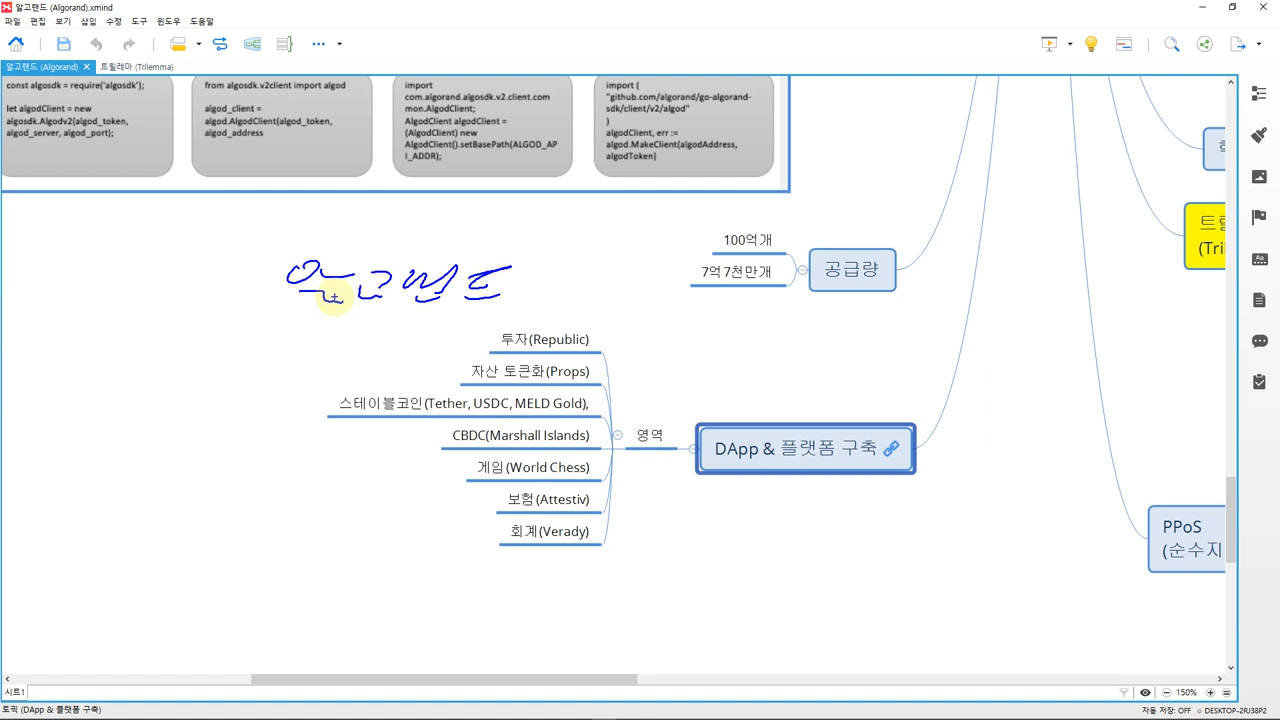 알고랜드 (Algorand).xmind
파일 편집 보기 삽입 수정 도구 윈도우 도움말
알고랜드 (Algorand) 트릴레마 (Trilemma)
const algosdk = require('algosdk');
let algodClient = new
algosdk.Algodv2(algod_token,
algod_server, algod_port);
from algosdk.v2client import algod
algod_client =
algod.AlgodClient(algod_token,
algod_address
import
com.algorand.algosdk.v2.client.com
mon.AlgodClient;
AlgodClient algodClient =
(AlgodClient) new
AlgodClient().setBasePath(ALGOD_AP
I_ADDR);
import (
"github.com/algorand/go-algorand-
sdk/client/v2/algod"
)
algodClient, err :=
algod.MakeClient(algodAddress,
algodToken)
100억개
7억7천만개
공급량
알고랜드
투자(Republic)
자산 토큰화(Props)
스테이블코인(Tether, USDC, MELD Gold),
CBDC(Marshall Islands)
게임(World Chess)
보험(Attestiv)
회계(Verady)
영역
DApp & 플랫폼 구축
(Tri
PPoS
(순수지
시트1
150%
토픽 (DApp & 플랫폼 구축)
자동 저장: OFF DESKTOP-2RJ38P2